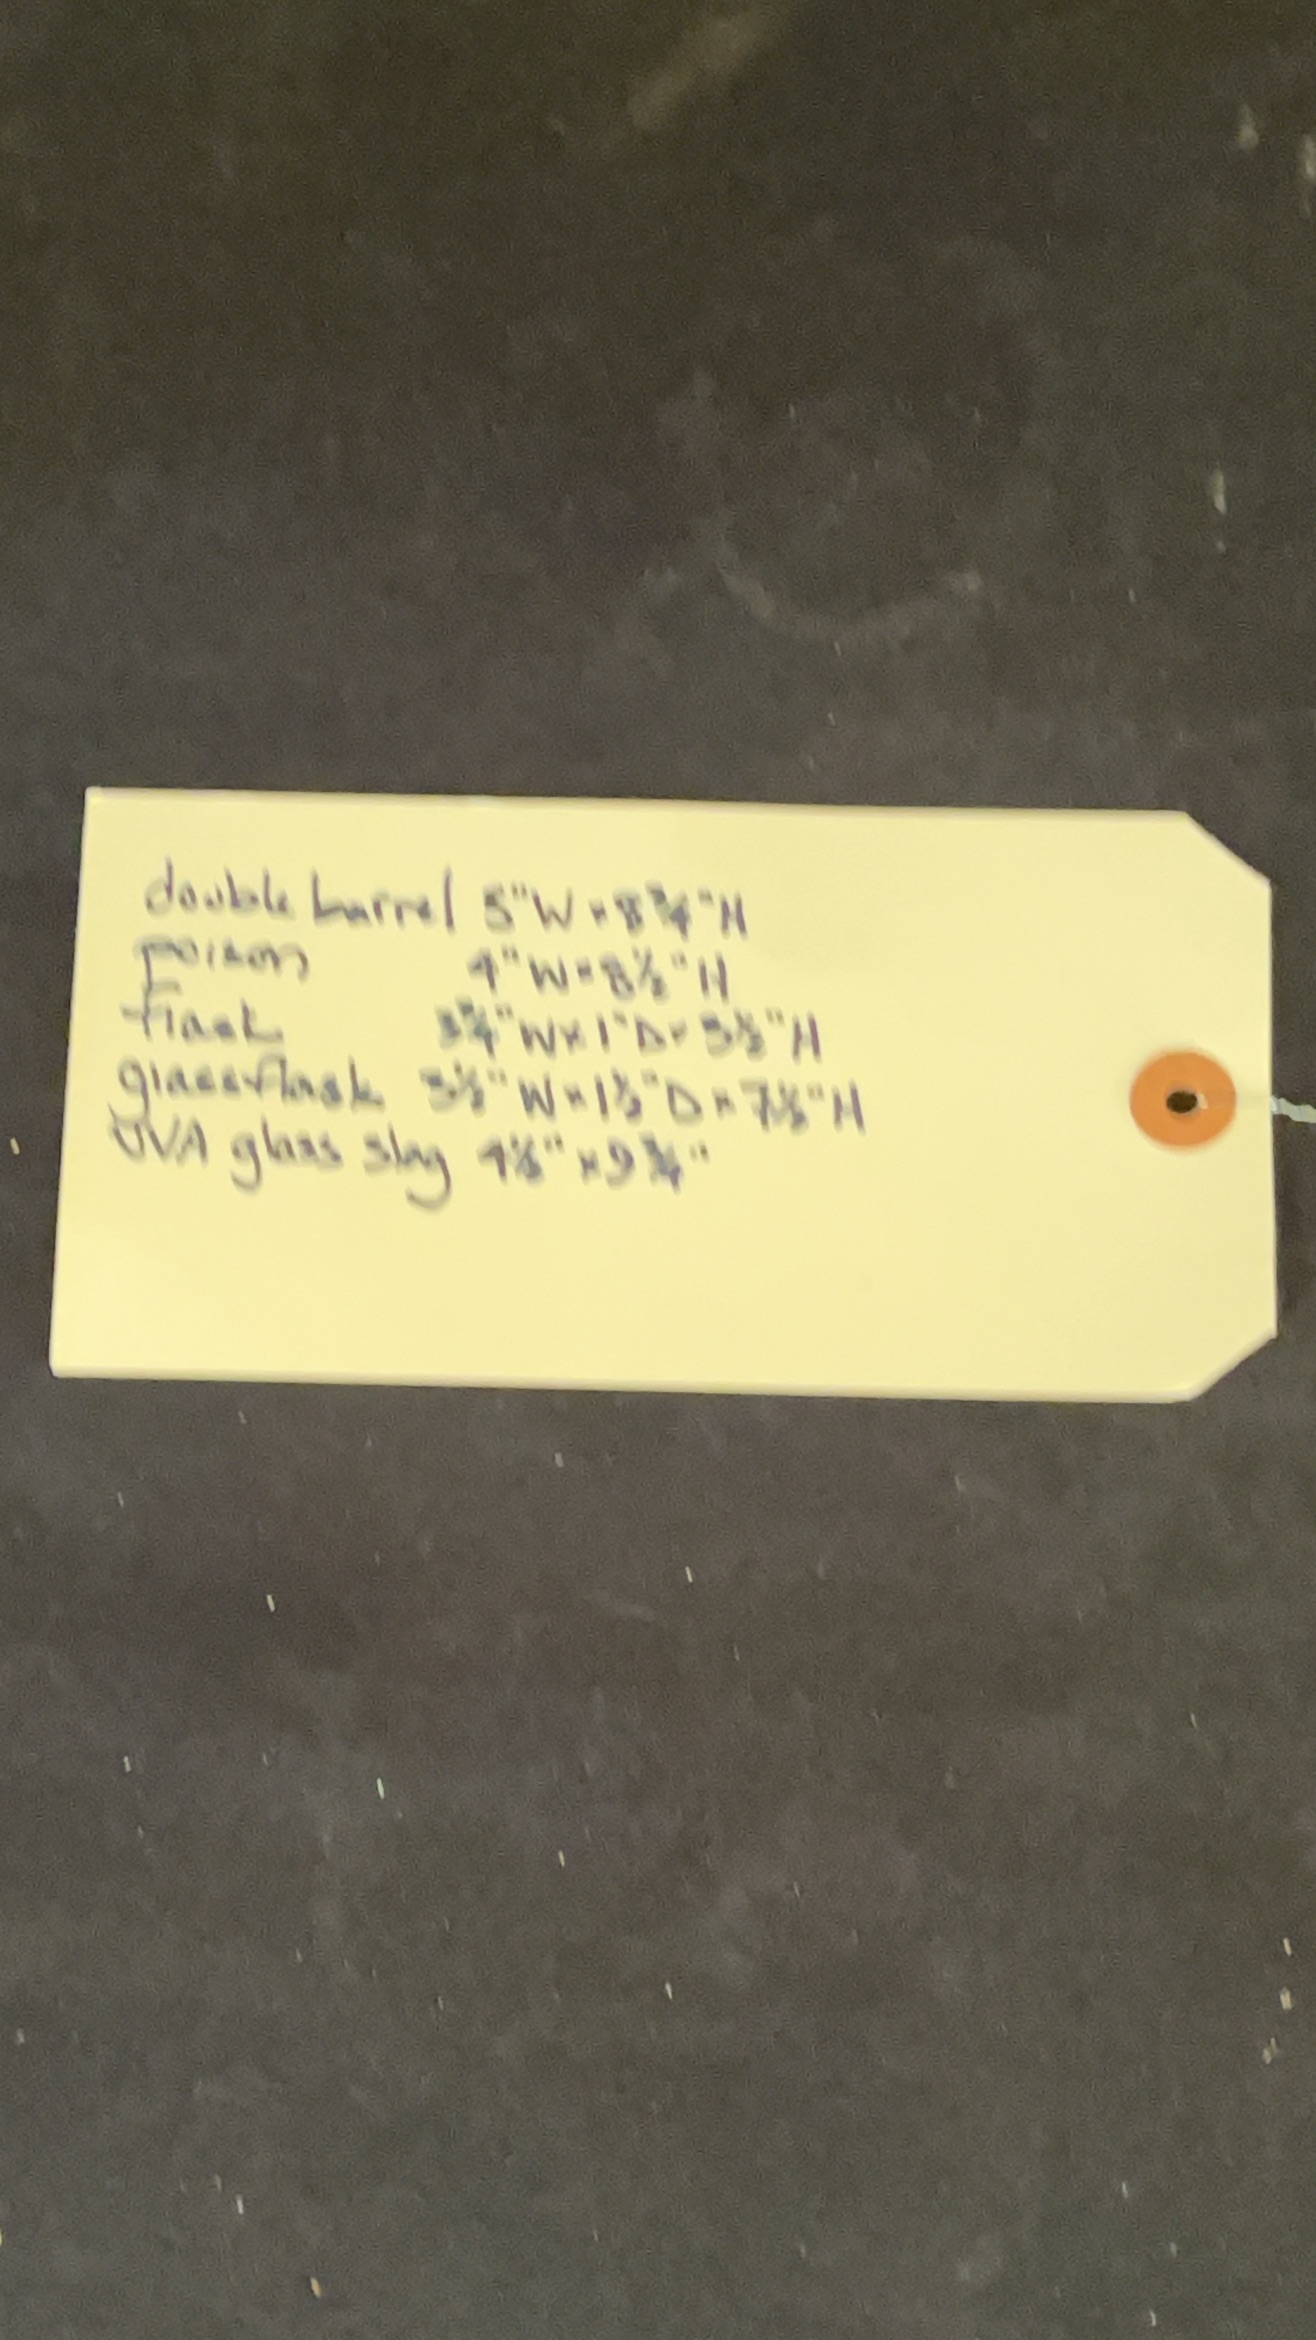 double barrel 5"W x 8¾"H
poison 4"W x 8½"H
flask 3¾"W x 1"D x 5½"H
glass flask 3½"W x 1½"D x 7½"H
UVA glass slag 4½" x 9¾"